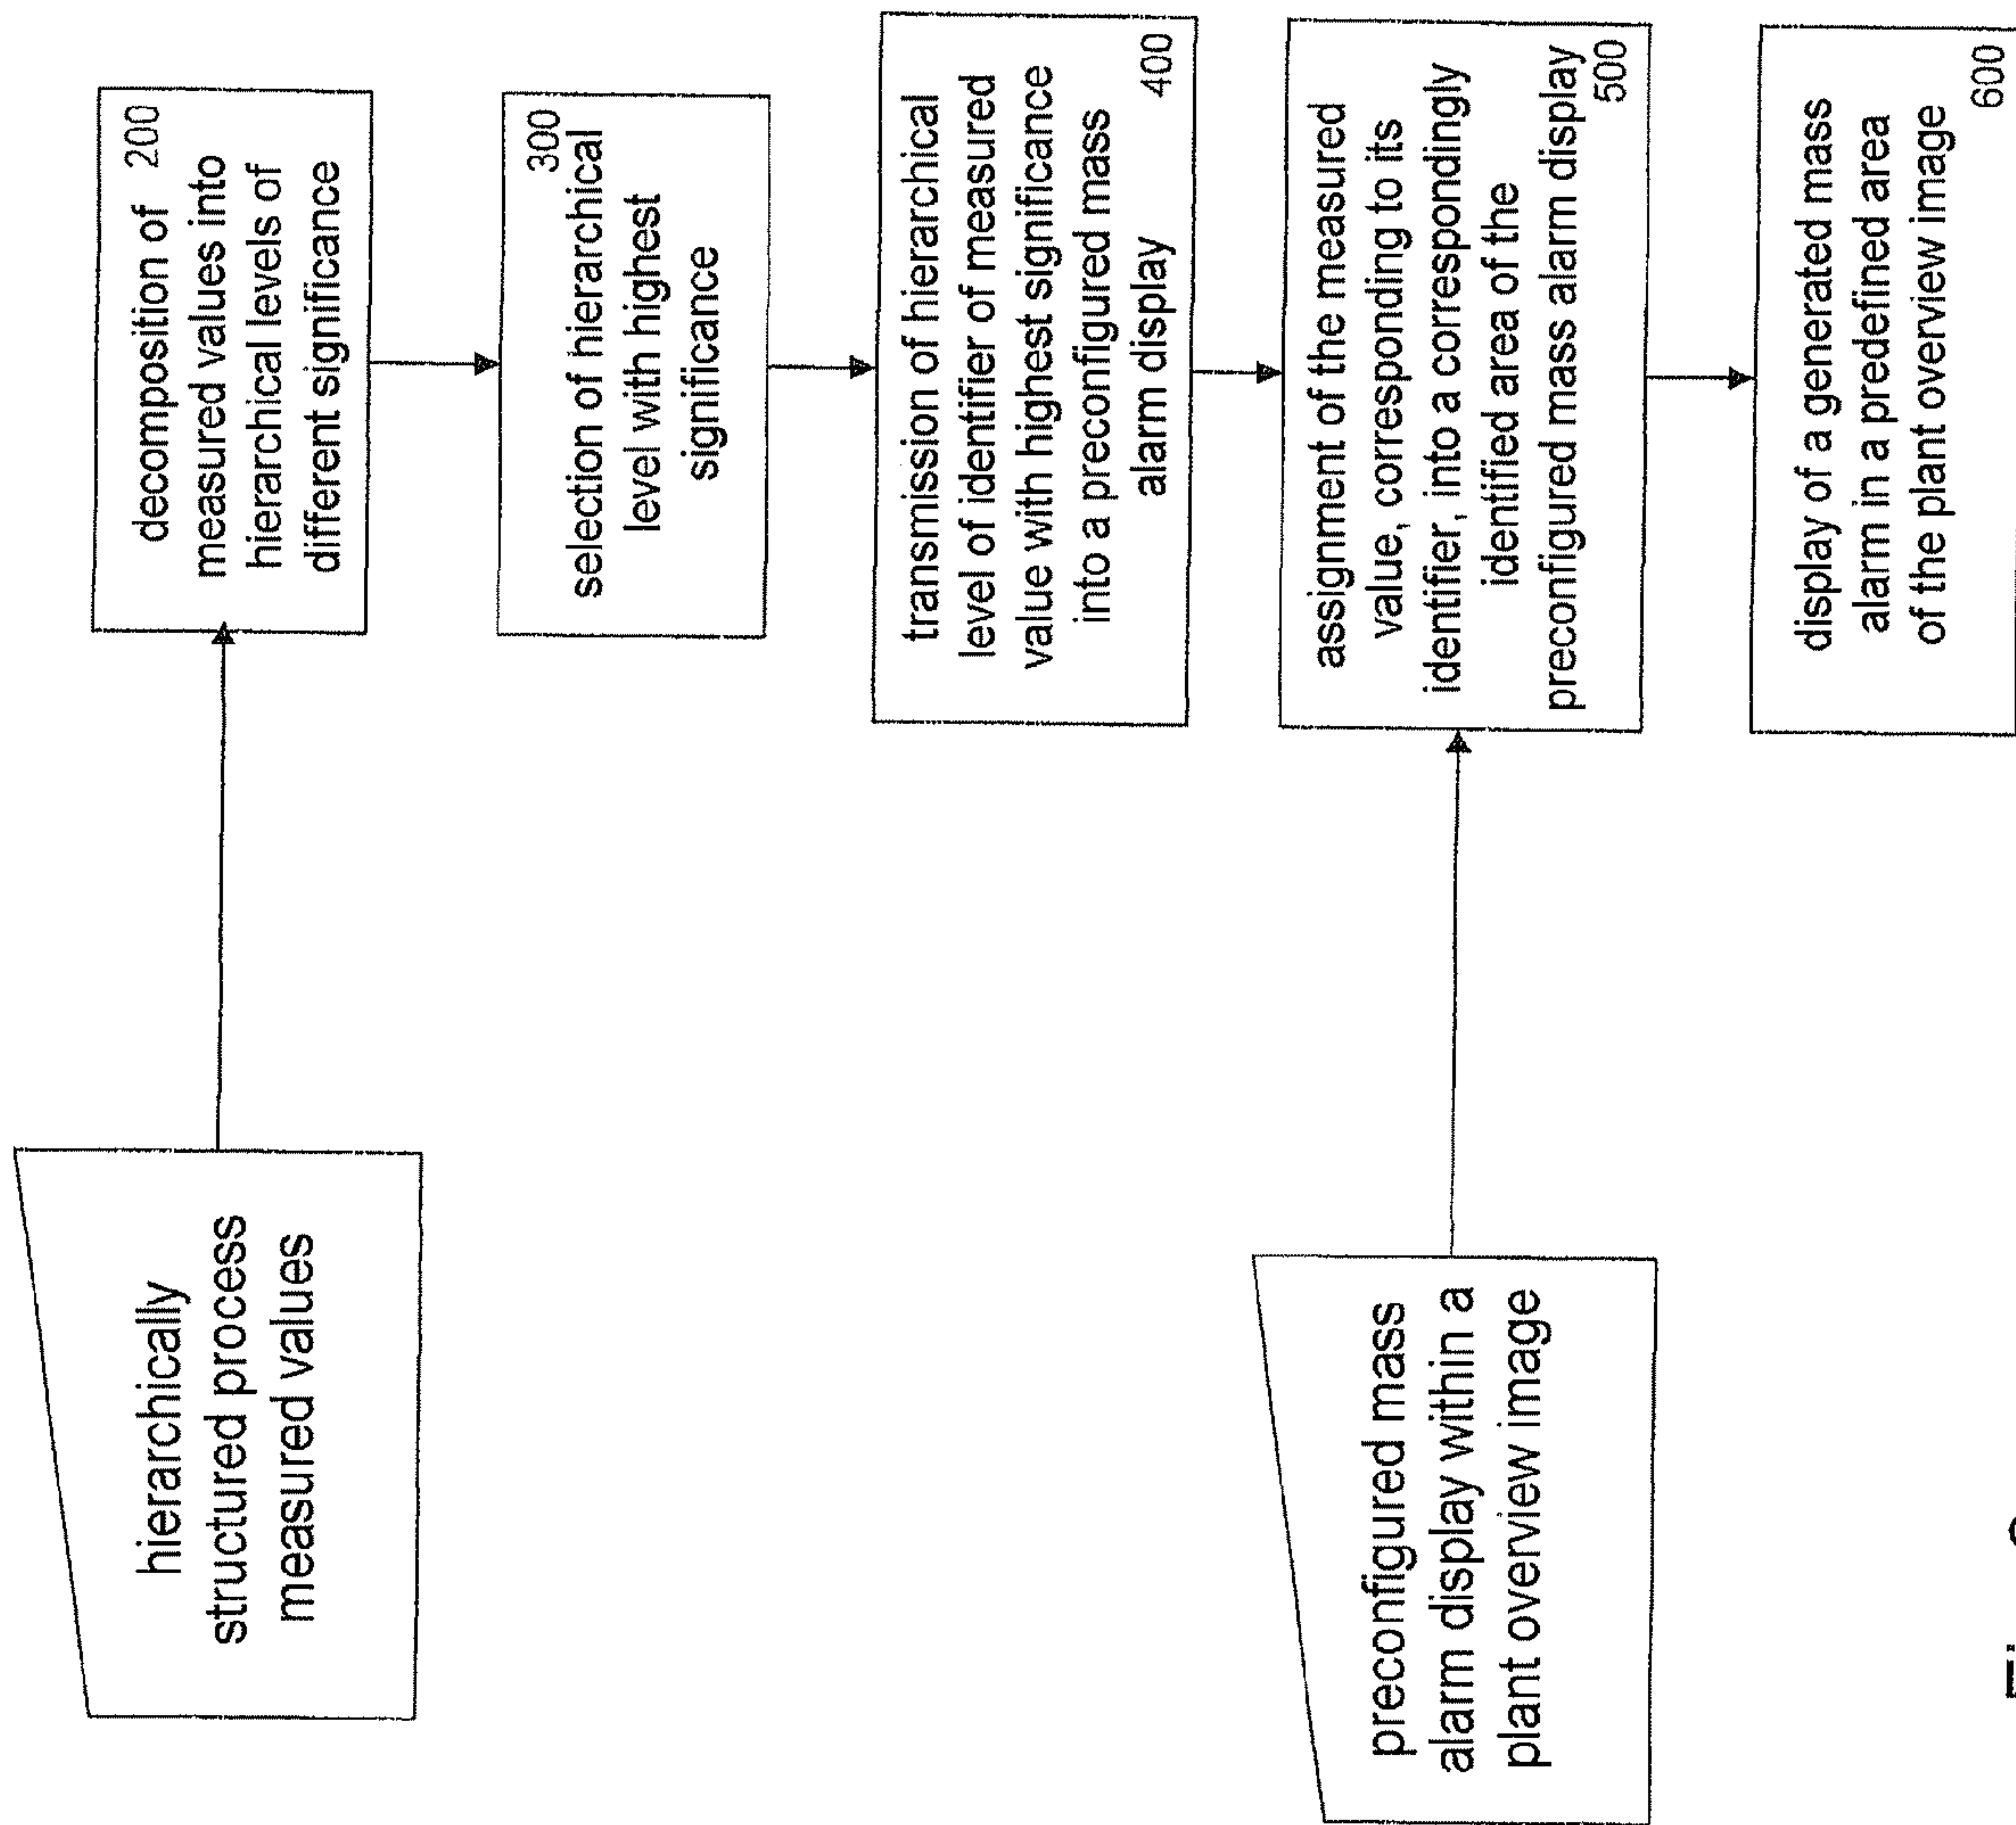 hierarchically
structured process
measured values
decomposition of 200
measured values into
hierarchical levels of
different significance
300
selection of hierarchical
level with highest
significance
transmission of hierarchical
level of identifier of measured
value with highest significance
into a preconfigured mass
alarm display 400
preconfigured mass
alarm display within a
plant overview image
assignment of the measured
value, corresponding to its
identifier, into a correspondingly
identified area of the
preconfigured mass alarm display
500
display of a generated mass
alarm in a predefined area
of the plant overview image
600